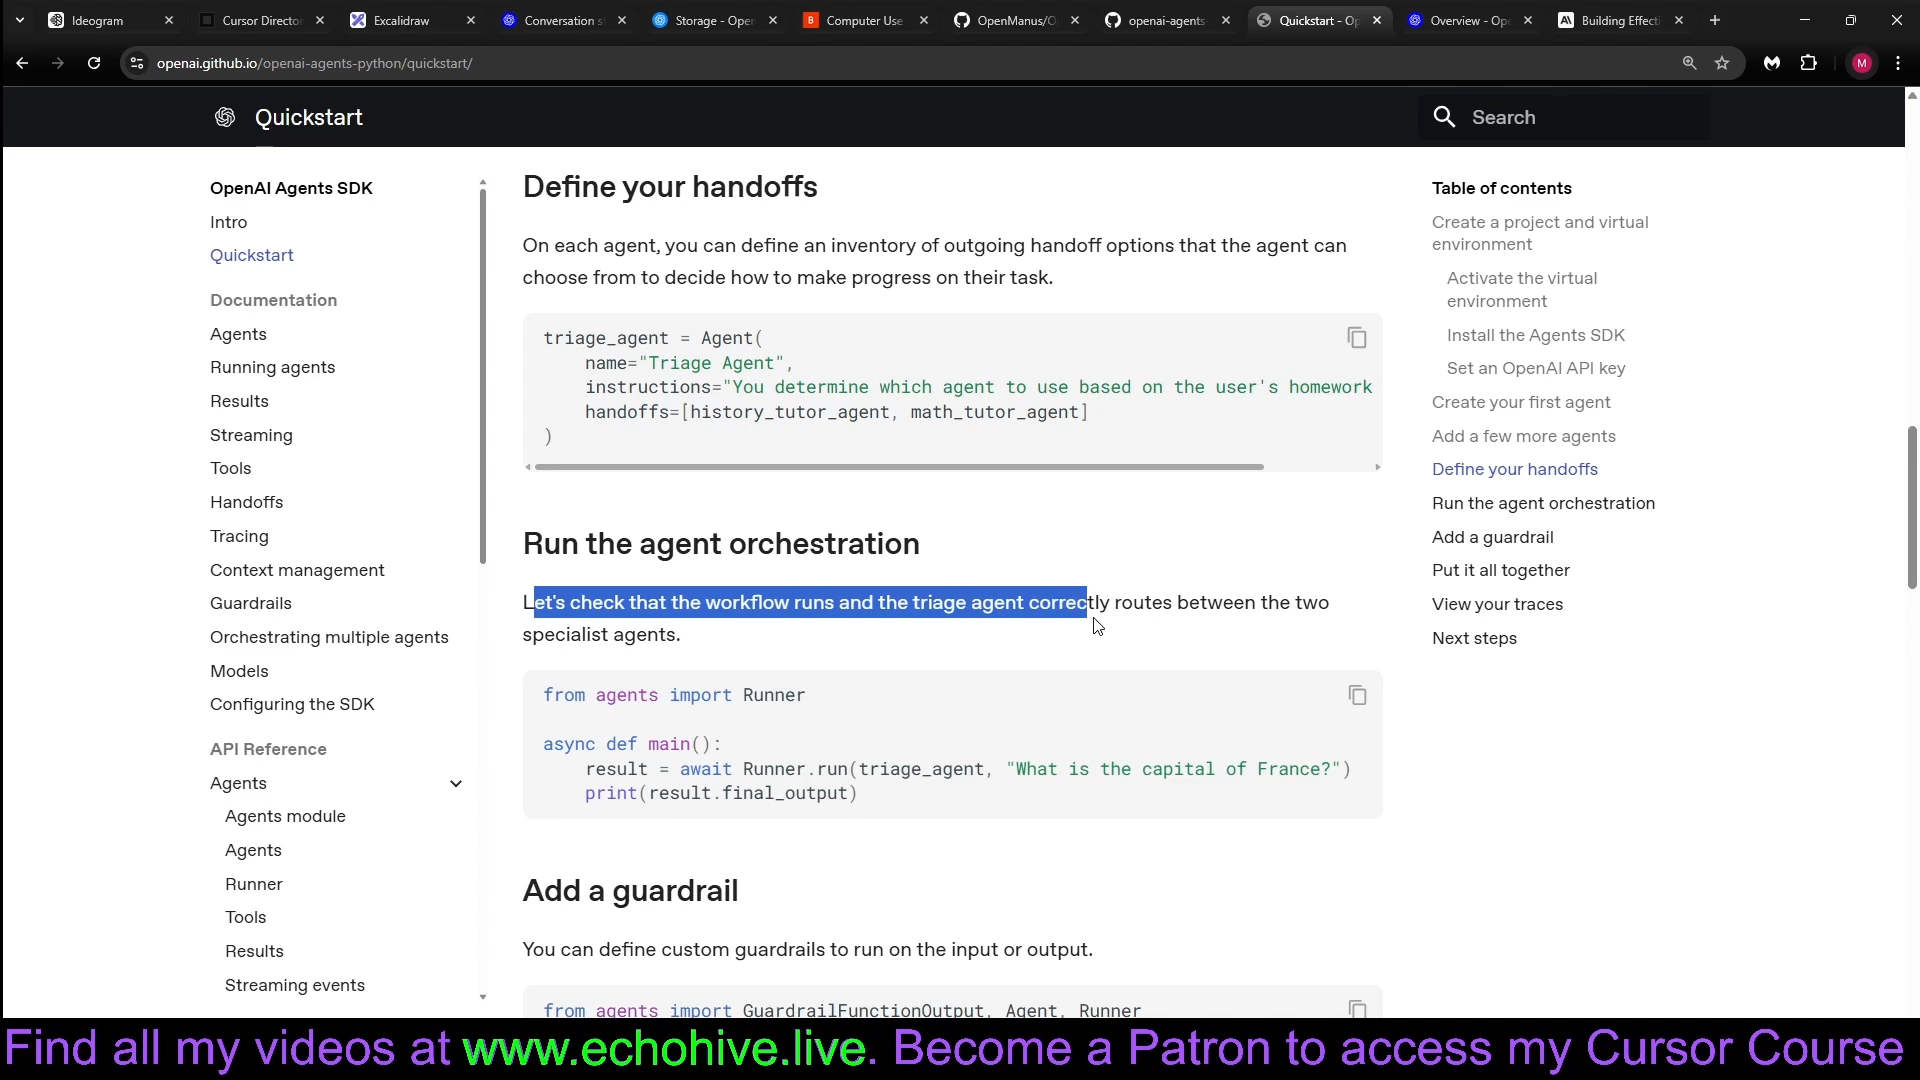 Ideogram
Cursor Directo
Excalidraw
Conversation s
Storage - Open
Computer Use
OpenManus/O
openai-agents-
Quickstart - Op
Overview - Ope
Building Effecti
openai.github.io/openai-agents-python/quickstart/
M
Quickstart
Search
OpenAI Agents SDK
Intro
Quickstart
Documentation
Agents
Running agents
Results
Streaming
Tools
Handoffs
Tracing
Context management
Guardrails
Orchestrating multiple agents
Models
Configuring the SDK
API Reference
Agents
Agents module
Agents
Runner
Tools
Results
Streaming events
Define your handoffs
On each agent, you can define an inventory of outgoing handoff options that the agent can
choose from to decide how to make progress on their task.
triage_agent = Agent(
    name="Triage Agent",
    instructions="You determine which agent to use based on the user's homework
    handoffs=[history_tutor_agent, math_tutor_agent]
)
Run the agent orchestration
Let's check that the workflow runs and the triage agent correctly routes between the two
specialist agents.
from agents import Runner
async def main():
    result = await Runner.run(triage_agent, "What is the capital of France?")
    print(result.final_output)
Add a guardrail
You can define custom guardrails to run on the input or output.
from agents import GuardrailFunctionOutput, Agent, Runner
Table of contents
Create a project and virtual
environment
Activate the virtual
environment
Install the Agents SDK
Set an OpenAI API key
Create your first agent
Add a few more agents
Define your handoffs
Run the agent orchestration
Add a guardrail
Put it all together
View your traces
Next steps
Find all my videos at www.echohive.live. Become a Patron to access my Cursor Course